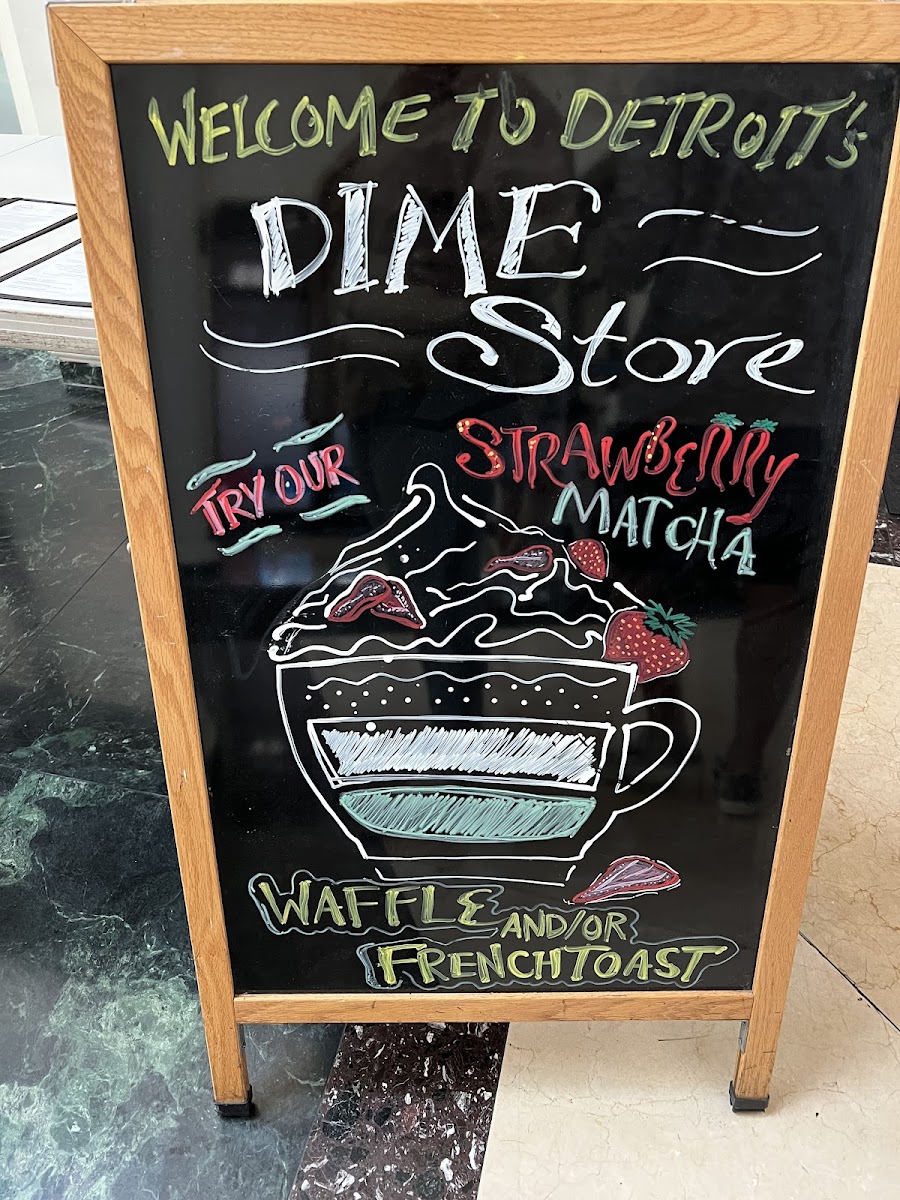 WELCOME TO DETROIT's
DIME
Store
TRY OUR
STRAWBERRY
MATCHA
WAFFLE AND/OR
FRENCH TOAST